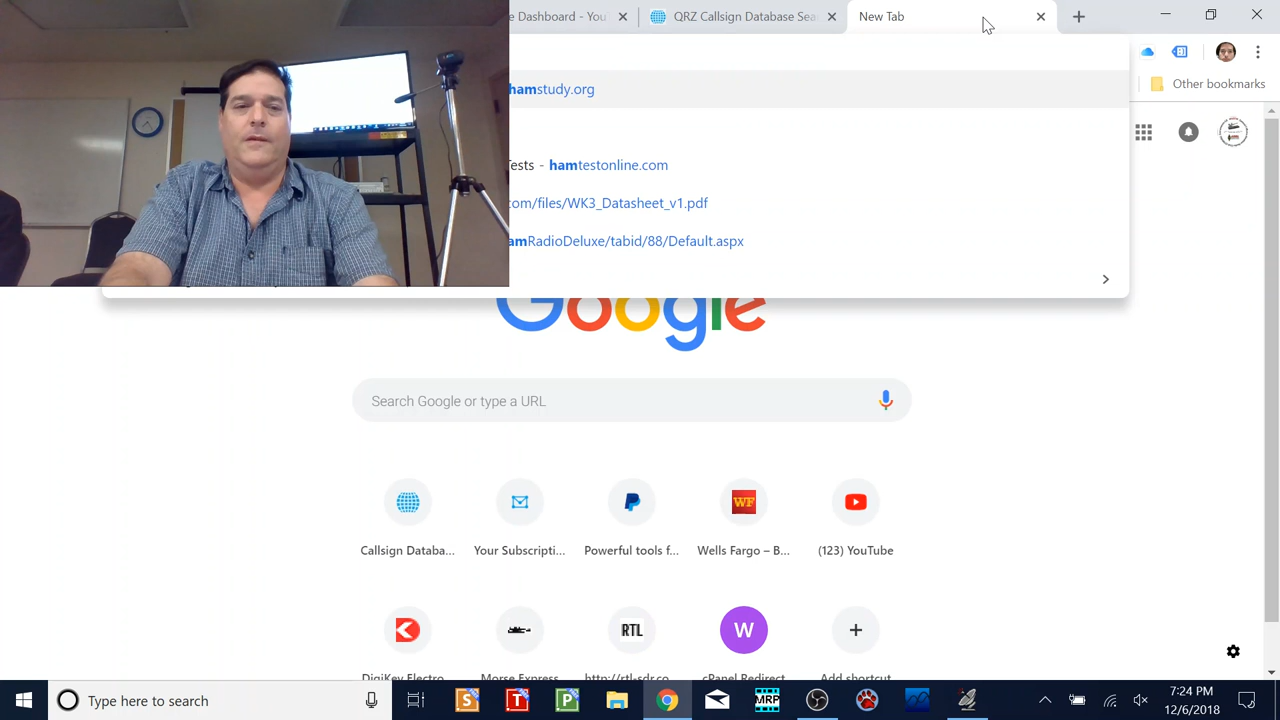 e Dashboard - You
QRZ Callsign Database Sea
New Tab
hamstudy.org
Other bookmarks
Tests - hamtestonline.com
com/files/WK3_Datasheet_v1.pdf
amRadioDeluxe/tabid/88/Default.aspx
Google
Search Google or type a URL
WF
Callsign Databa...
Your Subscripti...
Powerful tools f...
Wells Fargo – B...
(123) YouTube
RTL
W
DigiKey Electro
Morse Express
http://rtl-sdr.co
cPanel Redirect
Add shortcut
Type here to search
S
T
P
MRP
7:24 PM
12/6/2018